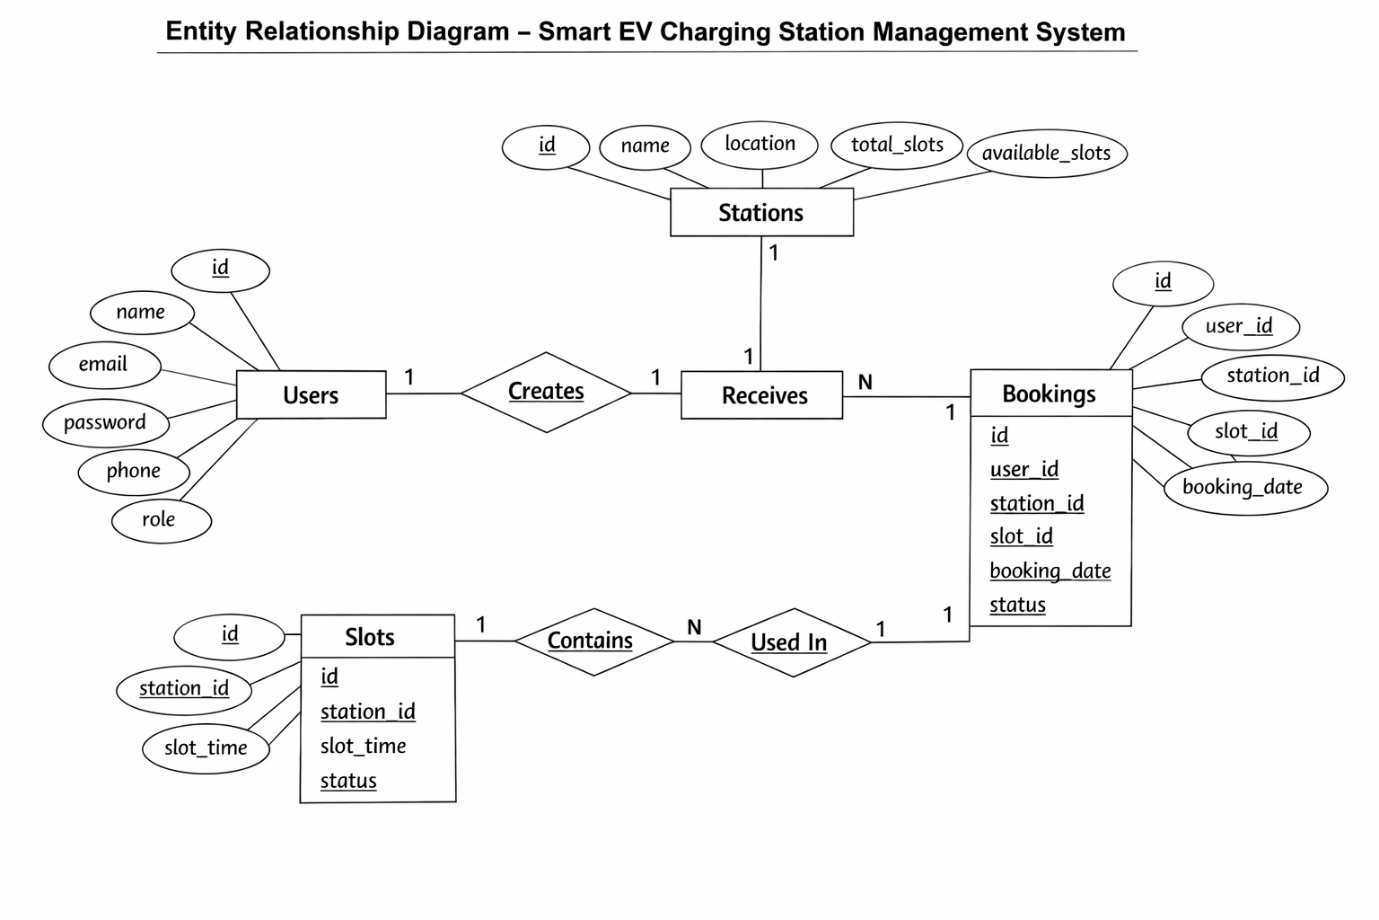 Entity Relationship Diagram – Smart EV Charging Station Management System
id
name
location
total_slots
available_slots
Stations
1
id
name
email
password
phone
role
Users
1
Creates
1
1
Receives
N
1
Bookings
id
user_id
station_id
slot_id
booking_date
status
1
id
user_id
station_id
slot_id
booking_date
id
station_id
slot_time
Slots
id
station_id
slot_time
status
1
Contains
N
Used In
1